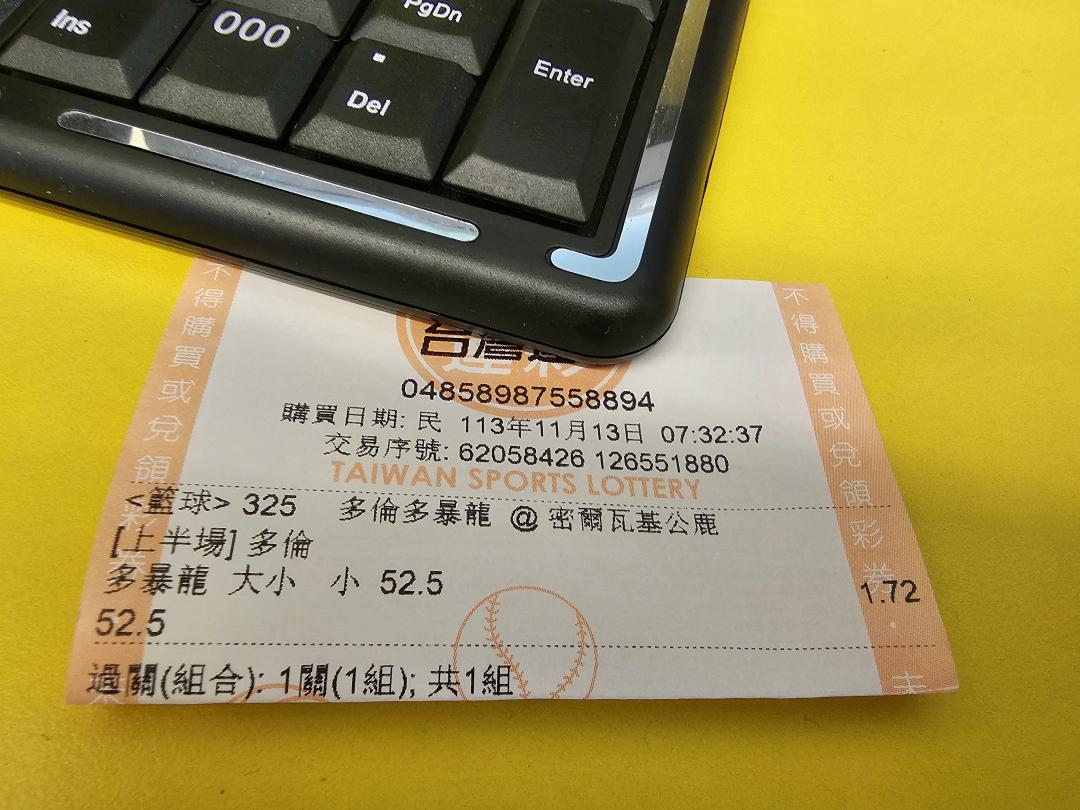 Ins
000
PgDn
Del
Enter
04858987558894
購買日期: 民 113年11月13日 07:32:37
交易序號: 62058426 126551880
TAIWAN SPORTS LOTTERY
<籃球> 325 多倫多暴龍 @ 密爾瓦基公鹿
[上半場] 多倫
多暴龍 大小 小 52.5 1.72
52.5
過關(組合): 1關(1組); 共1組
不得購買或兌領彩券
不得購買或兌領彩券・未